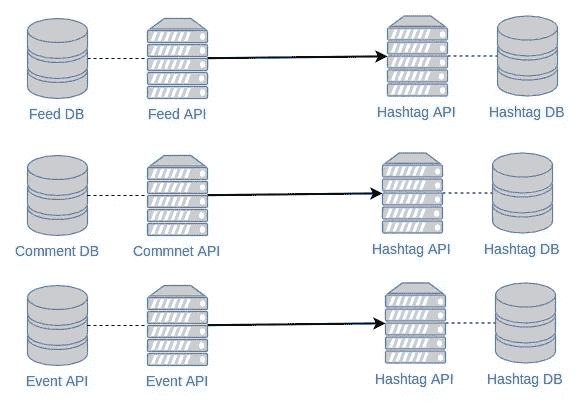 Feed DB
Feed API
Hashtag API
Hashtag DB
Comment DB
Commnet API
Hashtag API
Hashtag DB
Event API
Event API
Hashtag API
Hashtag DB